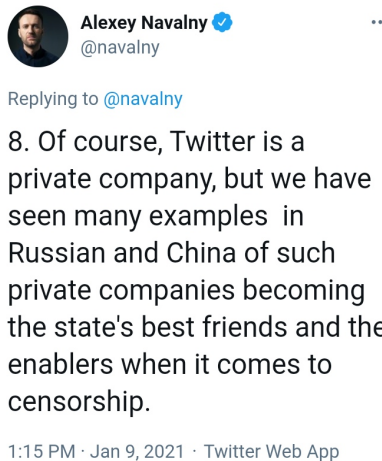 Alexey Navalny
@navalny
Replying to @navalny
8. Of course, Twitter is a
private company, but we have
seen many examples  in
Russian and China of such
private companies becoming
the state's best friends and the
enablers when it comes to
censorship.
1:15 PM · Jan 9, 2021 · Twitter Web App